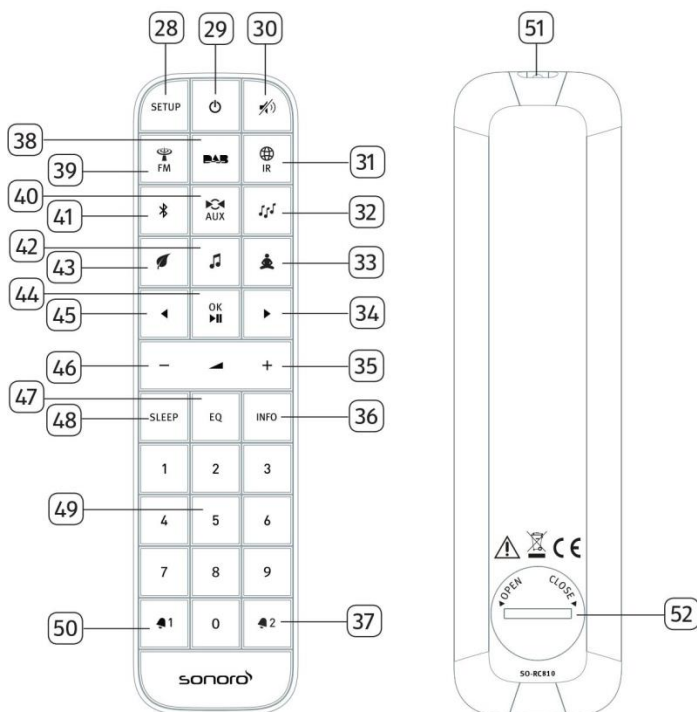 28 29 30 51
SETUP
38
39 FM DAB IR 31
40
41 AUX 32
42
43 33
44
45 OK 34
46 − + 35
47
48 SLEEP EQ INFO 36
1 2 3
49
4 5 6
7 8 9
50 1 0 2 37
sonoro
CE
OPEN CLOSE
52
SO-RC810